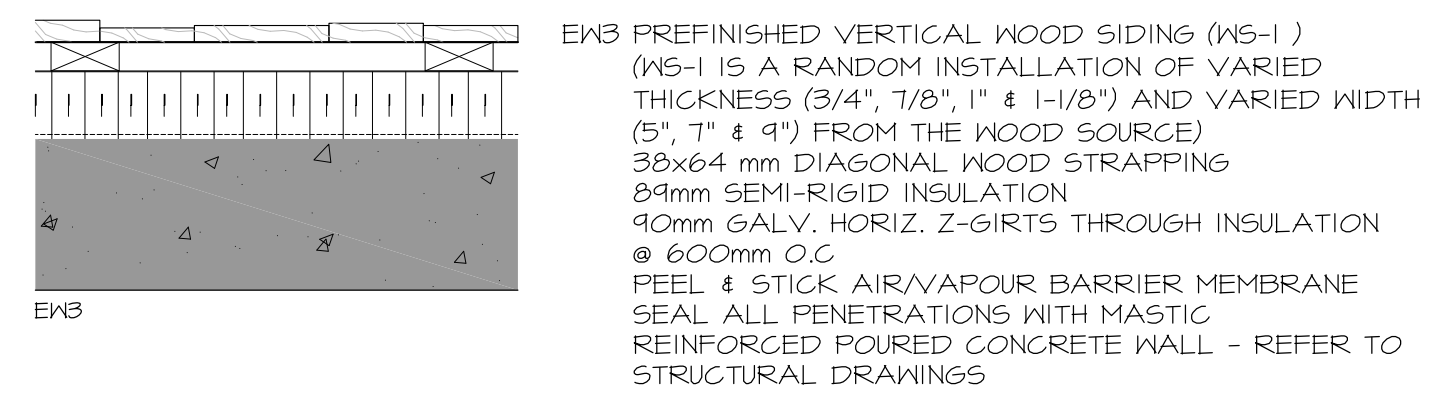 EW3 PREFINISHED VERTICAL WOOD SIDING (WS-1 )
(WS-1 IS A RANDOM INSTALLATION OF VARIED
THICKNESS (3/4", 7/8", 1" & 1-1/8") AND VARIED WIDTH
(5", 7" & 9") FROM THE WOOD SOURCE)
38x64 mm DIAGONAL WOOD STRAPPING
89mm SEMI-RIGID INSULATION
90mm GALV. HORIZ. Z-GIRTS THROUGH INSULATION
@ 600mm O.C
PEEL & STICK AIR/VAPOUR BARRIER MEMBRANE
SEAL ALL PENETRATIONS WITH MASTIC
REINFORCED POURED CONCRETE WALL - REFER TO
STRUCTURAL DRAWINGS
EW3